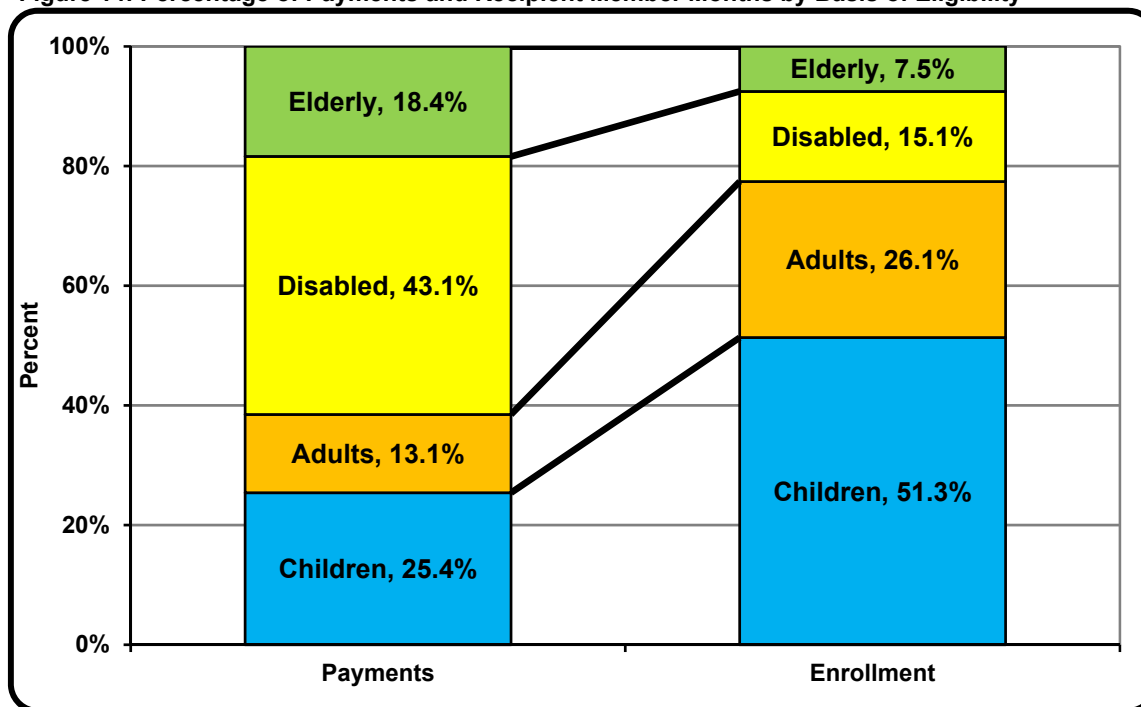 100%
80%
60%
40%
20%
0%
Percent
Elderly, 18.4%
Disabled, 43.1%
Adults, 13.1%
Children, 25.4%
Elderly, 7.5%
Disabled, 15.1%
Adults, 26.1%
Children, 51.3%
Payments
Enrollment